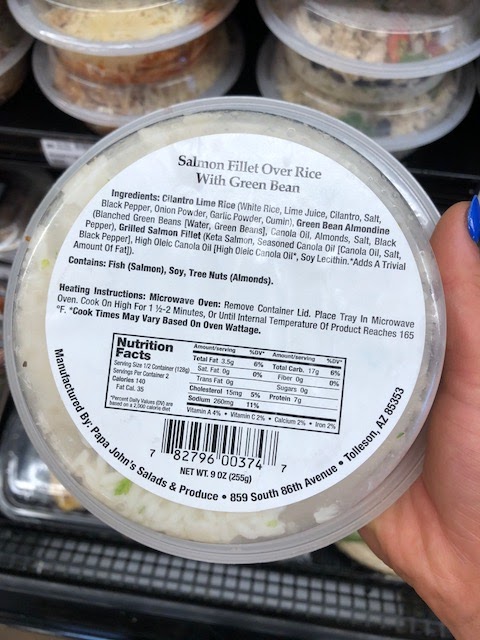 Salmon Fillet Over Rice
With Green Bean
Ingredients: Cilantro Lime Rice (White Rice, Lime Juice, Cilantro, Salt,
Black Pepper, Onion Powder, Garlic Powder, Cumin), Green Bean Almondine
(Blanched Green Beans [Water, Green Beans], Canola Oil, Almonds, Salt, Black
Pepper), Grilled Salmon Fillet (Keta Salmon, Seasoned Canola Oil [Canola Oil, Salt,
Black Pepper], High Oleic Canola Oil [High Oleic Canola Oil*, Soy Lecithin.*Adds A Trivial
Amount Of Fat]).
Contains: Fish (Salmon), Soy, Tree Nuts (Almonds).
Heating Instructions: Microwave Oven: Remove Container Lid. Place Tray In Microwave
Oven. Cook On High For 1 ½-2 Minutes, Or Until Internal Temperature Of Product Reaches 165
°F. *Cook Times May Vary Based On Oven Wattage.
Nutrition
Facts
Serving Size 1/2 Container (128g)
Servings Per Container 2
Calories 140
Fat Cal. 35
*Percent Daily Values (DV) are
based on a 2,000 calorie diet
Amount/serving %DV* Amount/serving %DV*
Total Fat 3.5g 6% Total Carb. 17g 6%
Sat. Fat 0g 0% Fiber 0g 0%
Trans Fat 0g Sugars 0g
Cholesterol 15mg 5% Protein 7g
Sodium 260mg 11%
Vitamin A 4% • Vitamin C 2% • Calcium 2% • Iron 2%
7 82796 00374 7
NET WT. 9 OZ (255g)
Manufactured By: Papa John's Salads & Produce • 859 South 86th Avenue • Tolleson, AZ 85353